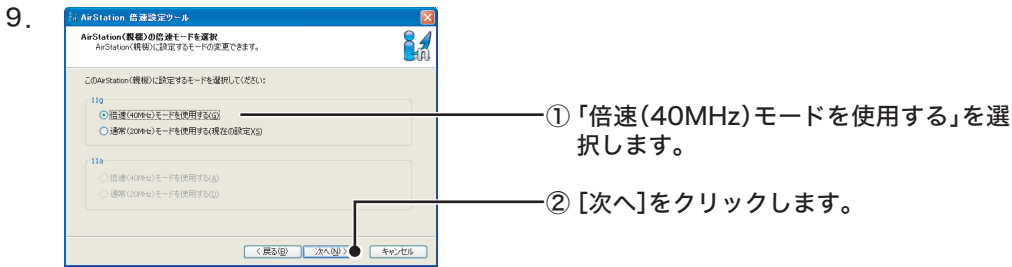 9.
AirStation 倍速設定ツール
AirStation(親機)の倍速モードを選択
AirStation(親機)に設定するモードの変更できます。
このAirStation(親機)に設定するモードを選択してください:
11g
倍速(40MHz)モードを使用する(G)
通常(20MHz)モードを使用する(現在の設定)(S)
11a
倍速(40MHz)モードを使用する(A)
通常(20MHz)モードを使用する(D)
< 戻る(B)
次へ(N) >
キャンセル
①「倍速(40MHz)モードを使用する」を選
択します。
②[次へ]をクリックします。